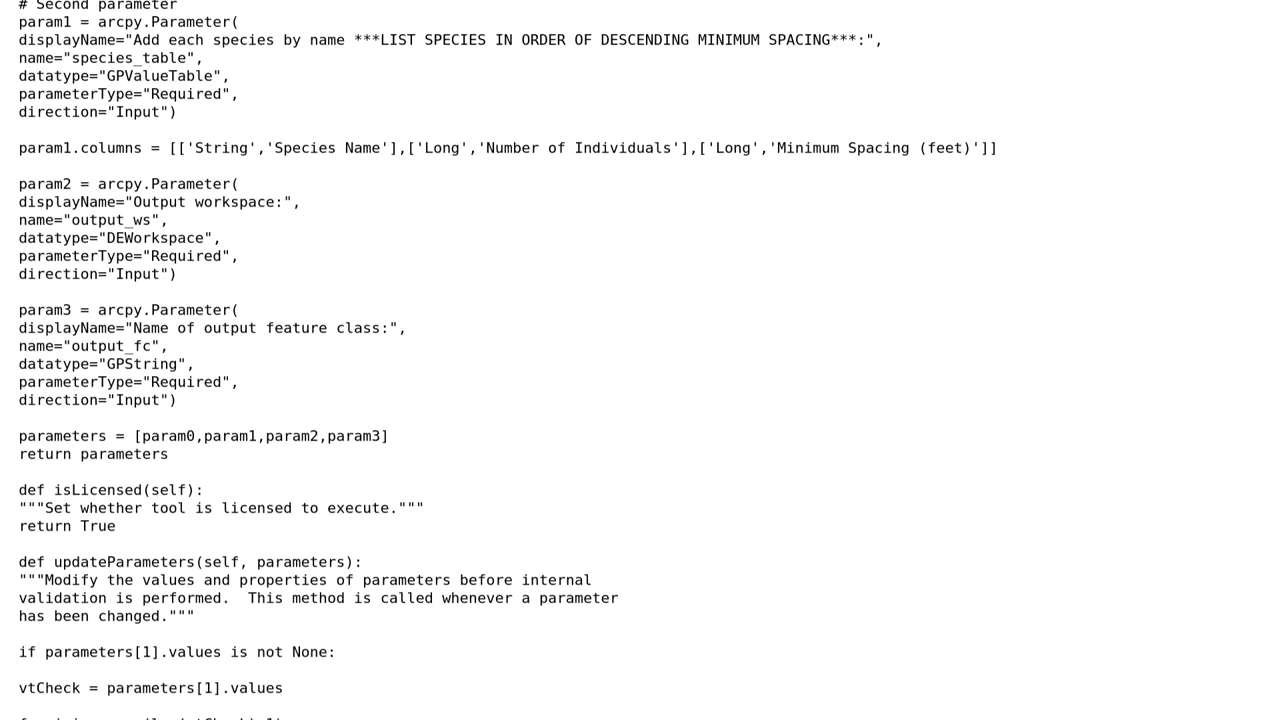 # Second parameter
param1 = arcpy.Parameter(
displayName="Add each species by name ***LIST SPECIES IN ORDER OF DESCENDING MINIMUM SPACING***:",
name="species_table",
datatype="GPValueTable",
parameterType="Required",
direction="Input")
param1.columns = [['String','Species Name'],['Long','Number of Individuals'],['Long','Minimum Spacing (feet)']]
param2 = arcpy.Parameter(
displayName="Output workspace:",
name="output_ws",
datatype="DEWorkspace",
parameterType="Required",
direction="Input")
param3 = arcpy.Parameter(
displayName="Name of output feature class:",
name="output_fc",
datatype="GPString",
parameterType="Required",
direction="Input")
parameters = [param0,param1,param2,param3]
return parameters
def isLicensed(self):
"""Set whether tool is licensed to execute."""
return True
def updateParameters(self, parameters):
"""Modify the values and properties of parameters before internal
validation is performed.  This method is called whenever a parameter
has been changed."""
if parameters[1].values is not None:
vtCheck = parameters[1].values